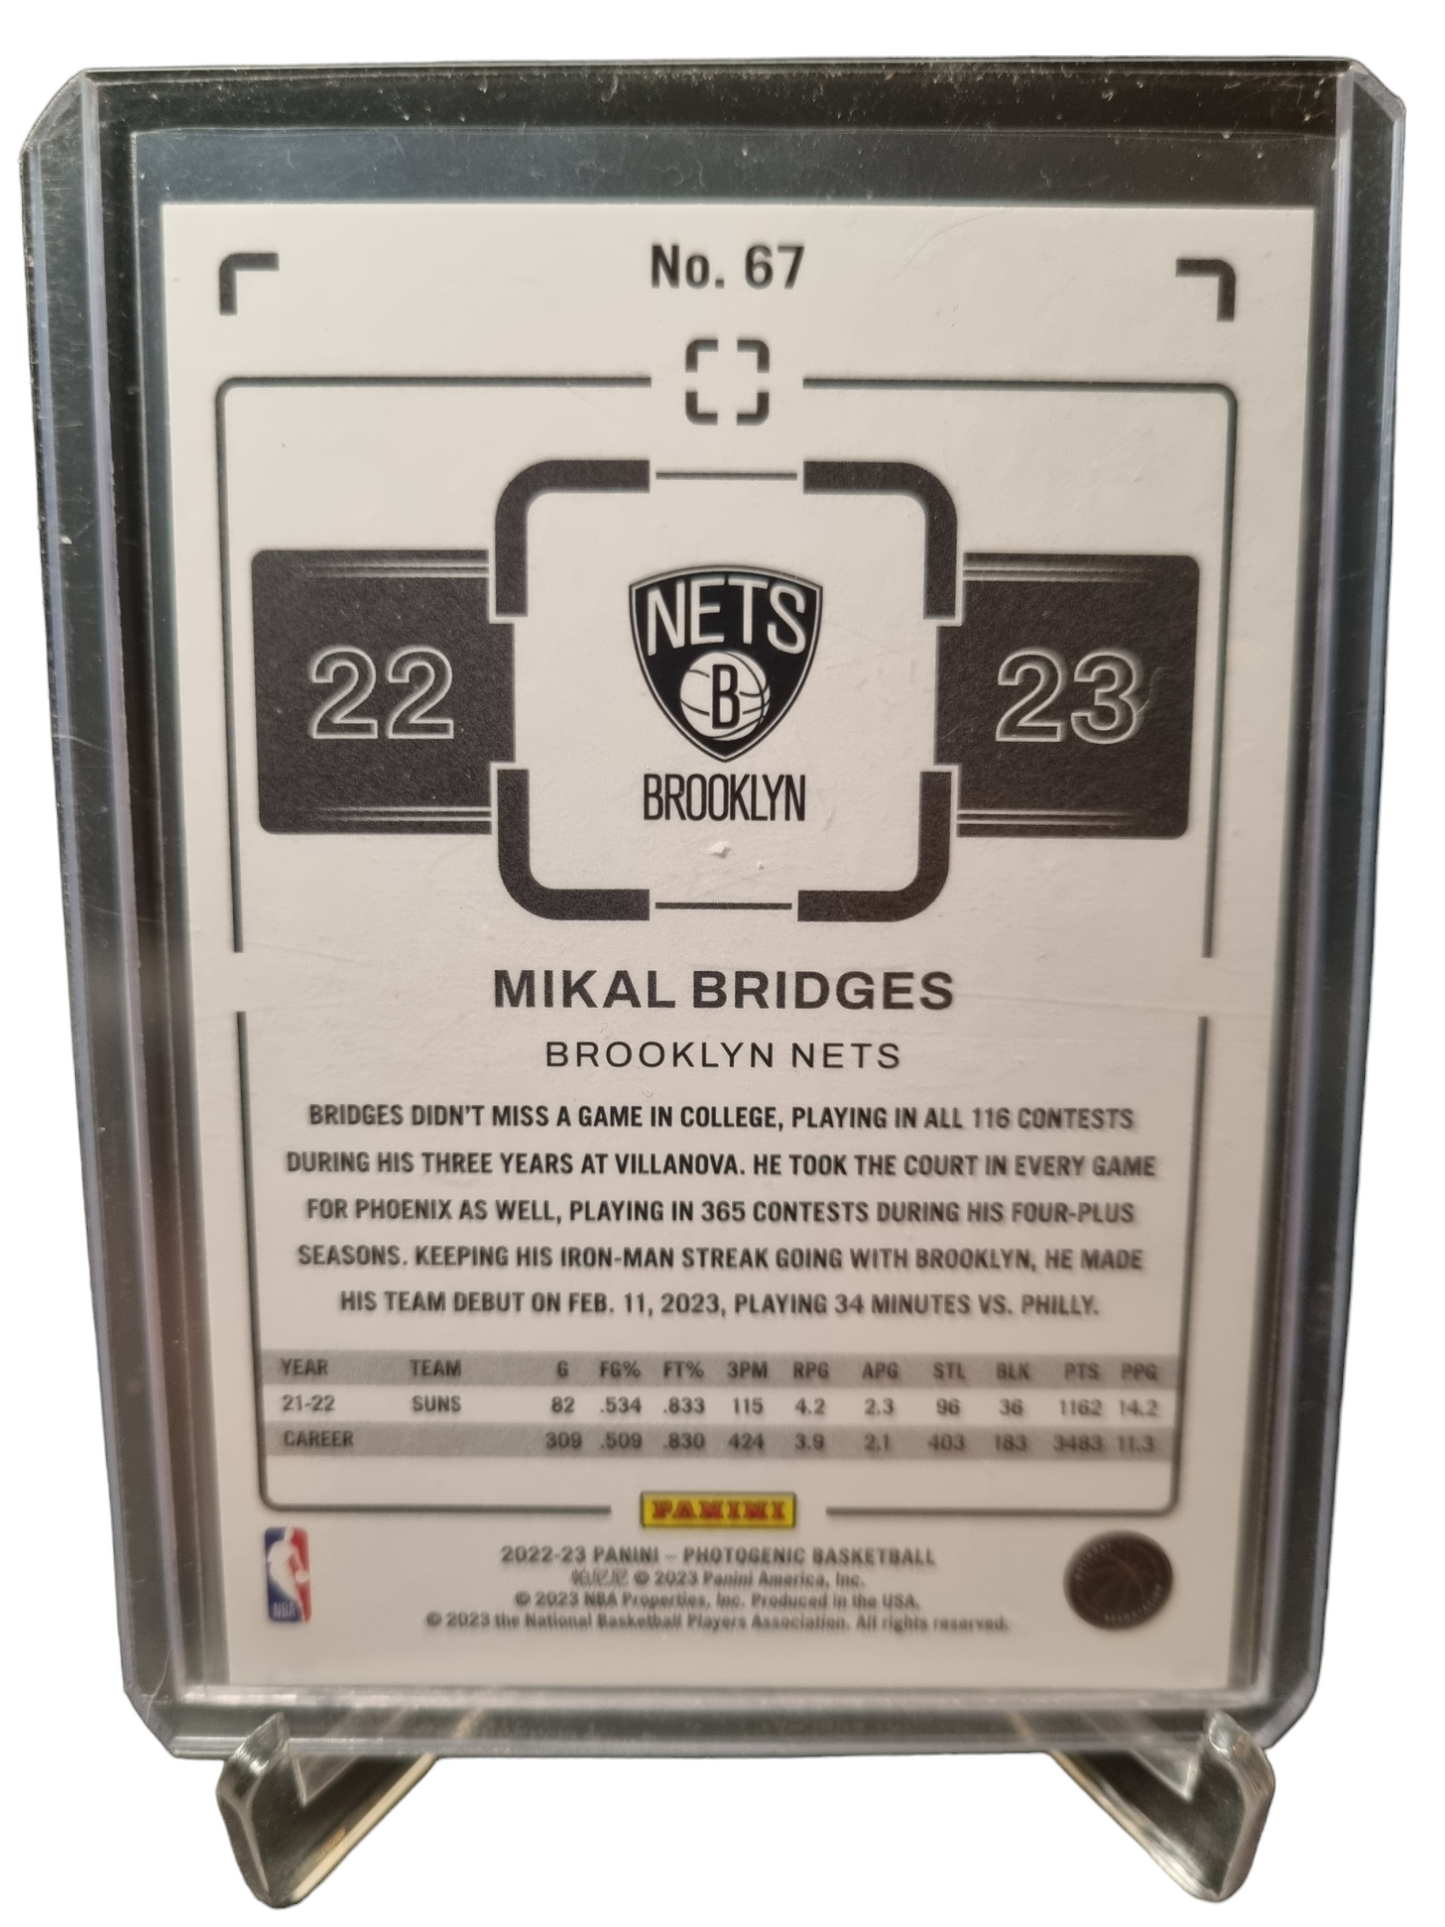 No. 67
22
23
NETS
B
BROOKLYN
MIKAL BRIDGES
BROOKLYN NETS
BRIDGES DIDN'T MISS A GAME IN COLLEGE, PLAYING IN ALL 116 CONTESTS
DURING HIS THREE YEARS AT VILLANOVA. HE TOOK THE COURT IN EVERY GAME
FOR PHOENIX AS WELL, PLAYING IN 365 CONTESTS DURING HIS FOUR-PLUS
SEASONS. KEEPING HIS IRON-MAN STREAK GOING WITH BROOKLYN, HE MADE
HIS TEAM DEBUT ON FEB. 11, 2023, PLAYING 34 MINUTES VS. PHILLY.
YEAR TEAM G FG% FT% 3PM RPG APG STL BLK PTS PPG
21-22 SUNS 82 .534 .833 115 4.2 2.3 96 36 1162 14.2
CAREER 309 .509 .830 424 3.9 2.1 403 183 3483 11.3
PANINI
NBA
2022-23 PANINI – PHOTOGENIC BASKETBALL
© 2023 Panini America, Inc.
© 2023 NBA Properties, Inc. Produced in the USA.
© 2023 the National Basketball Players Association. All rights reserved.